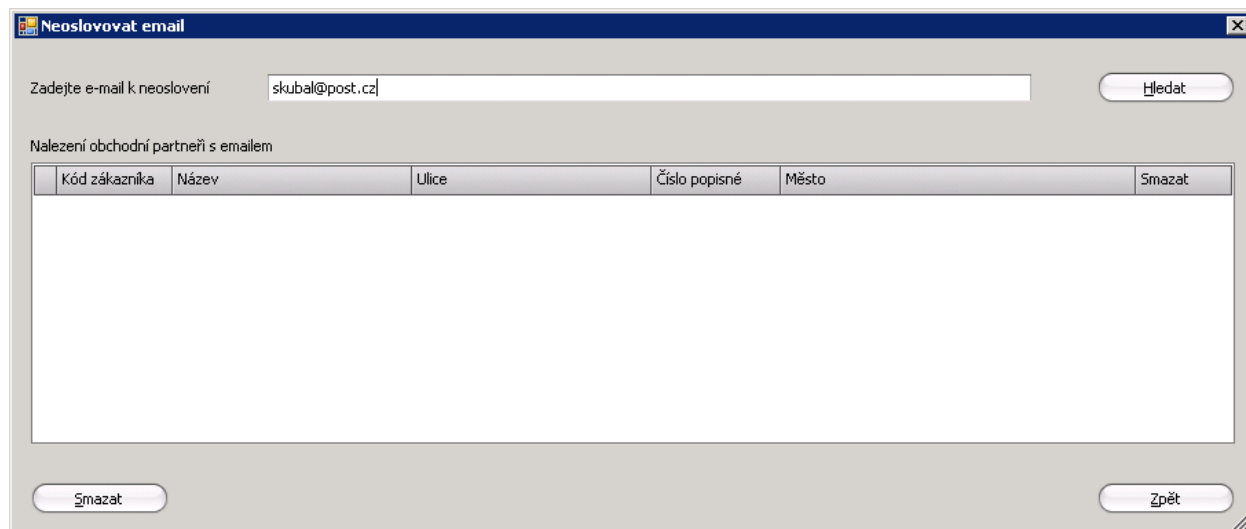 Neoslovovat email
Zadejte e-mail k neoslovení skubal@post.cz Hledat
Nalezení obchodní partneři s emailem
Kód zákazníka Název Ulice Číslo popisné Město Smazat
Smazat Zpět